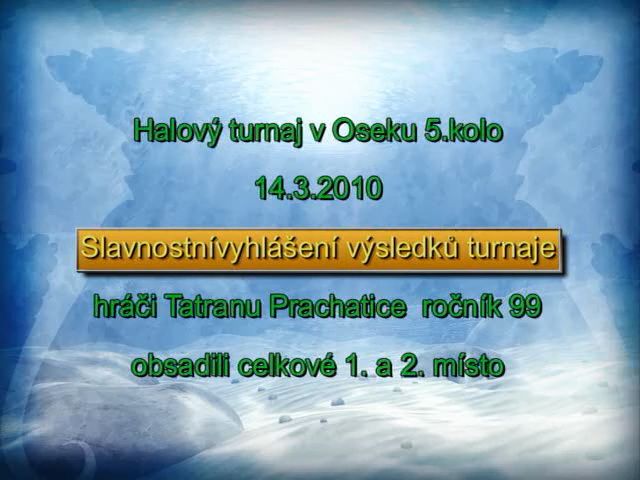 Halový turnaj v Oseku 5.kolo
14.3.2010
Slavnostnívyhlášení výsledků turnaje
hráči Tatranu Prachatice ročník 99
obsadili celkové 1. a 2. místo